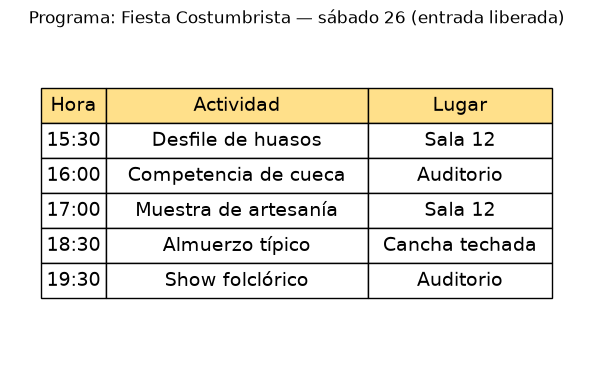 Programa: Fiesta Costumbrista — sábado 26 (entrada liberada)
Hora Actividad Lugar
15:30 Desfile de huasos Sala 12
16:00 Competencia de cueca Auditorio
17:00 Muestra de artesanía Sala 12
18:30 Almuerzo típico Cancha techada
19:30 Show folclórico Auditorio